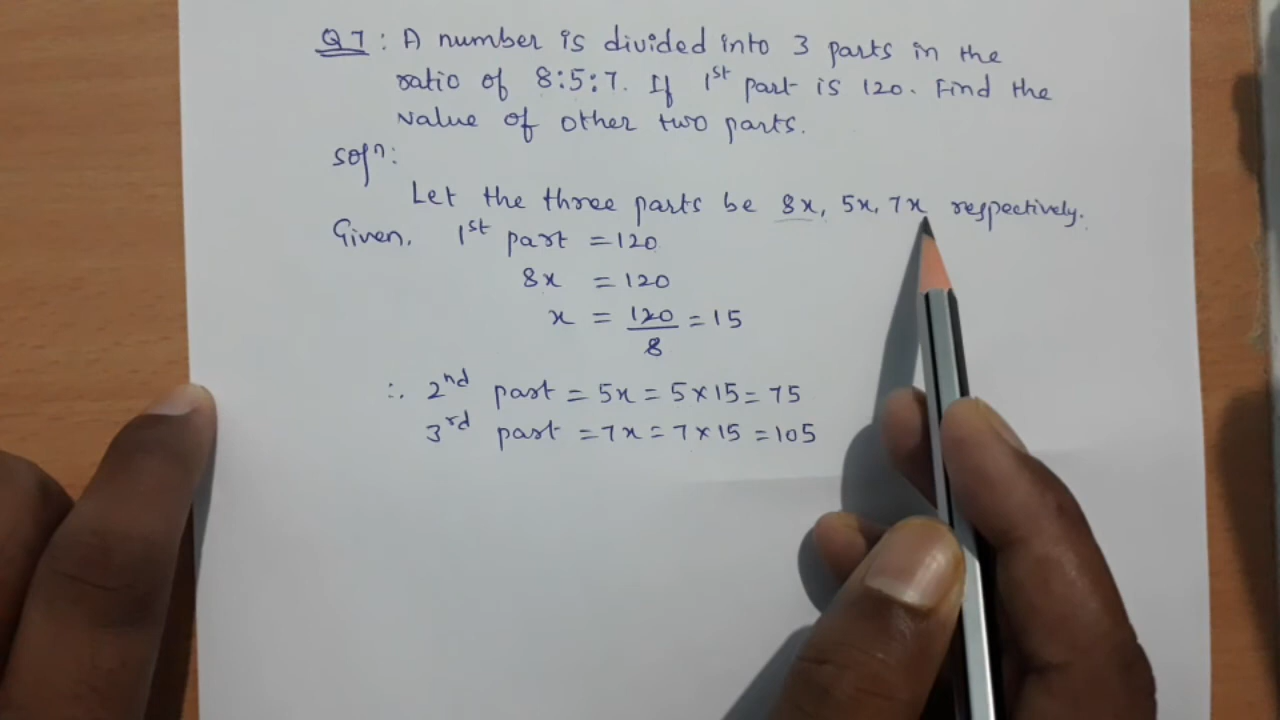 Q7: A number is divided into 3 parts in the
ratio of 8:5:7. If 1st part is 120. Find the
value of other two parts.
Solⁿ:
Let the three parts be 8x, 5x, 7x respectively.
Given, 1st part = 120
8x = 120
x = 120/8 = 15
∴ 2nd part = 5x = 5×15 = 75
3rd part = 7x = 7×15 = 105